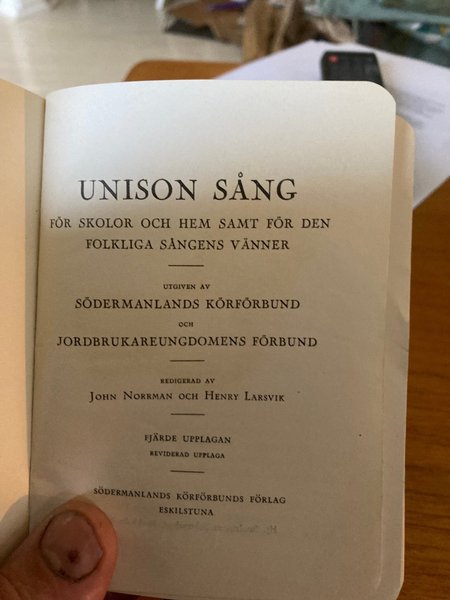 UNISON SÅNG
FÖR SKOLOR OCH HEM SAMT FÖR DEN
FOLKLIGA SÅNGENS VÄNNER
UTGIVEN AV
SÖDERMANLANDS KÖRFÖRBUND
OCH
JORDBRUKAREUNGDOMENS FÖRBUND
REDIGERAD AV
JOHN NORRMAN OCH HENRY LARSVIK
FJÄRDE UPPLAGAN
REVIDERAD UPPLAGA
SÖDERMANLANDS KÖRFÖRBUNDS FÖRLAG
ESKILSTUNA